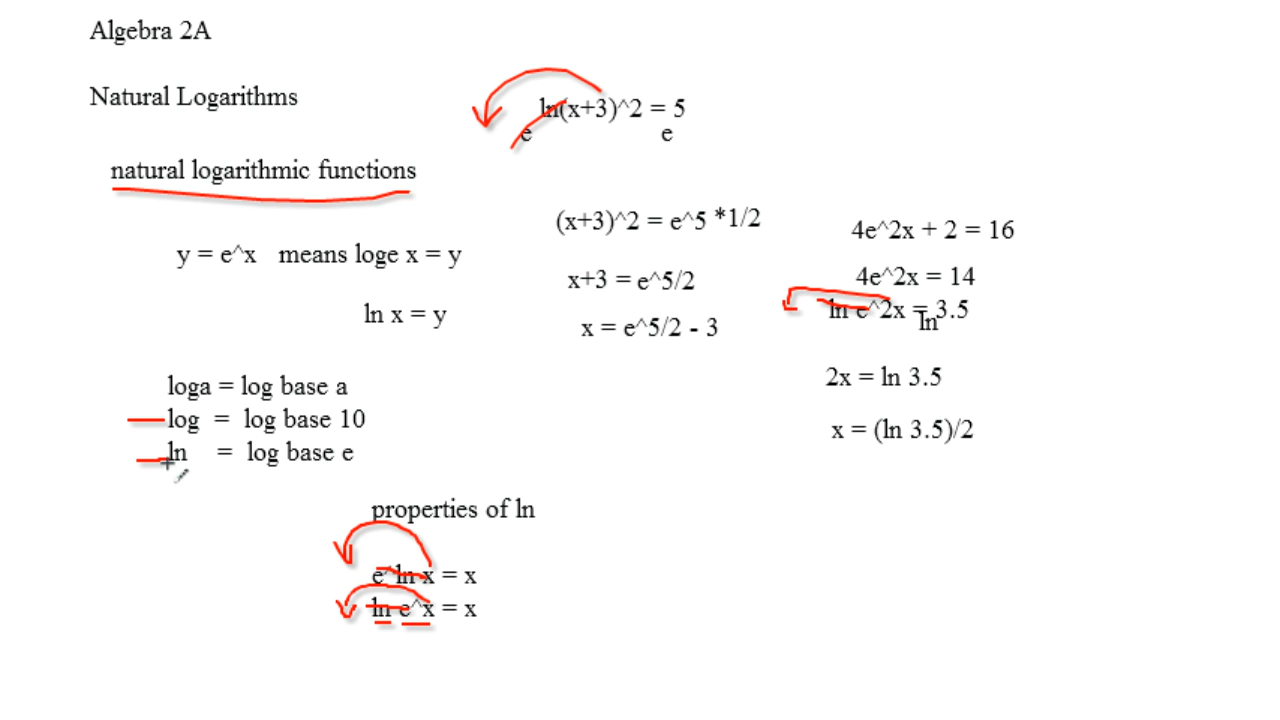 Algebra 2A
Natural Logarithms
natural logarithmic functions
y = e^x means loge x = y
ln x = y
loga = log base a
log = log base 10
ln = log base e
properties of ln
e^ln x = x
ln e^x = x
ln(x+3)^2 = 5
e e
(x+3)^2 = e^5 *1/2
x+3 = e^5/2
x = e^5/2 - 3
4e^2x + 2 = 16
4e^2x = 14
ln e^2x = 3.5
ln
2x = ln 3.5
x = (ln 3.5)/2